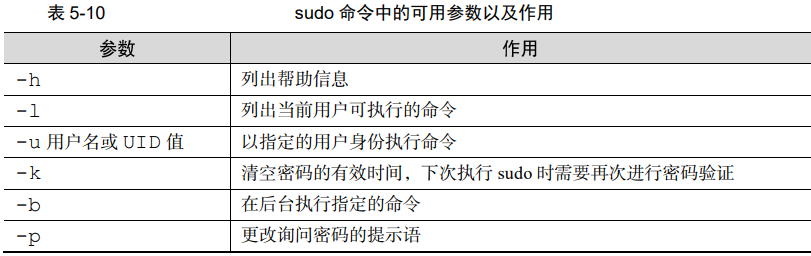 表 5-10 sudo 命令中的可用参数以及作用
参数 作用
-h 列出帮助信息
-l 列出当前用户可执行的命令
-u 用户名或 UID 值 以指定的用户身份执行命令
-k 清空密码的有效时间，下次执行 sudo 时需要再次进行密码验证
-b 在后台执行指定的命令
-p 更改询问密码的提示语